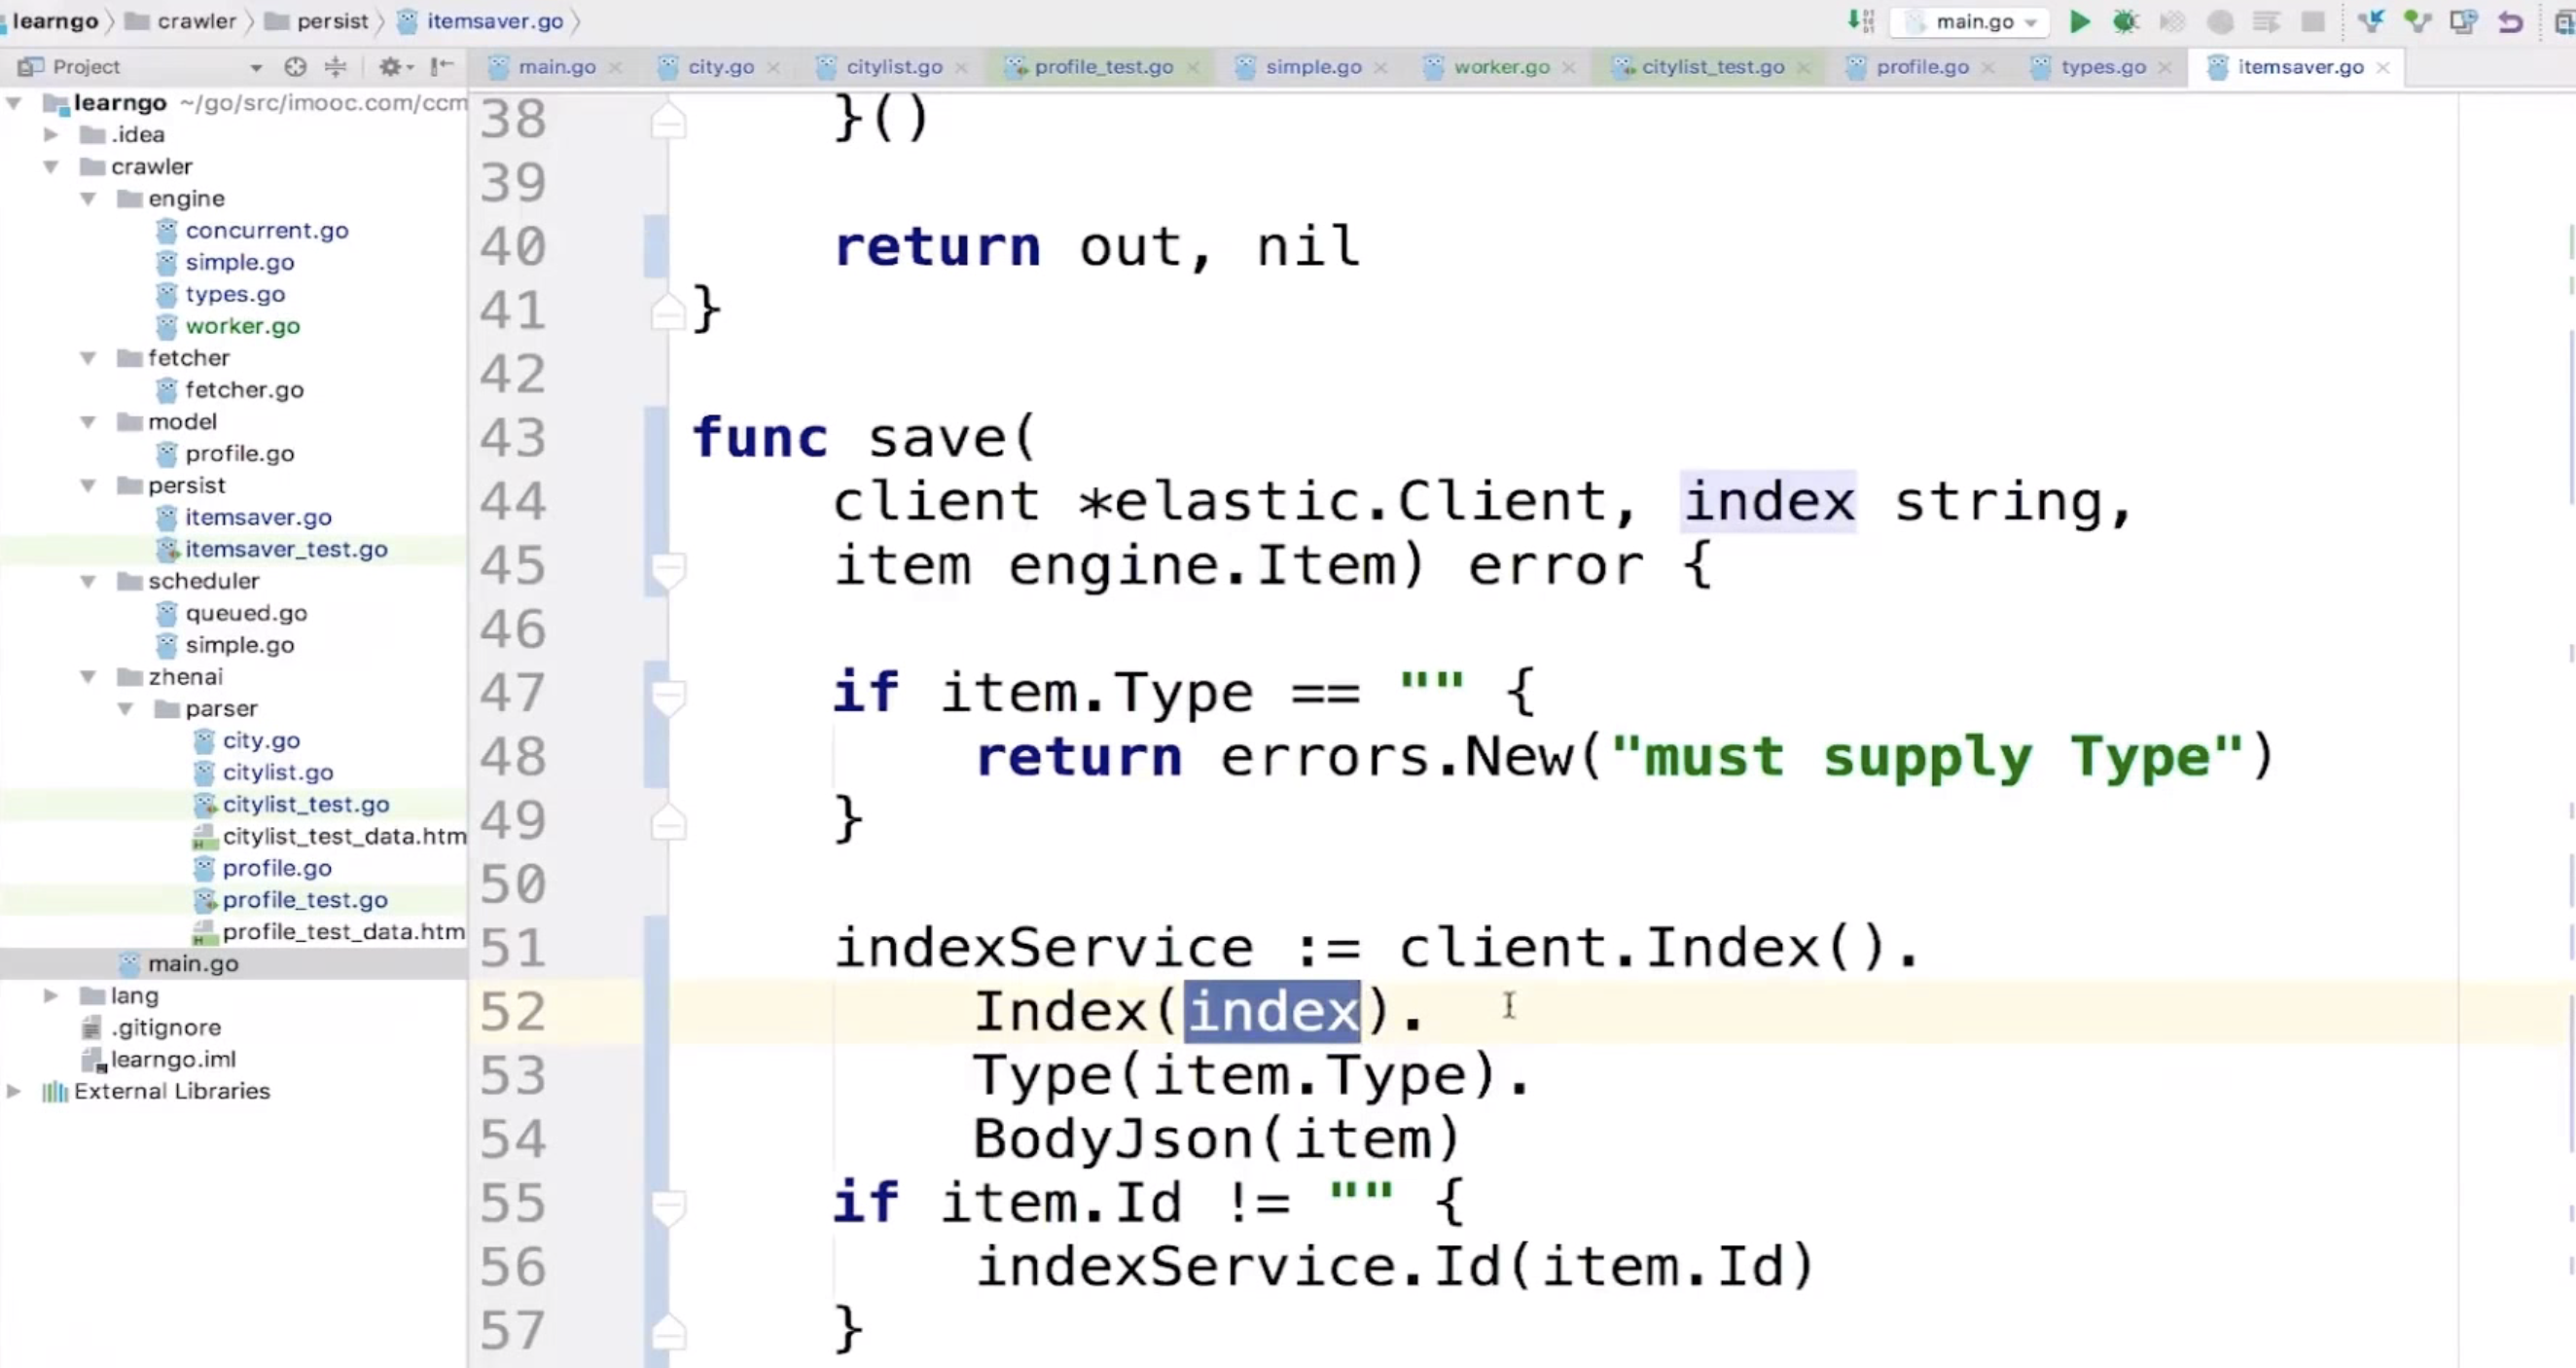 learngo crawler persist itemsaver.go main.go
Project main.go city.go citylist.go profile_test.go simple.go worker.go citylist_test.go profile.go types.go itemsaver.go
learngo ~/go/src/imooc.com/ccm
.idea
crawler
engine
concurrent.go
simple.go
types.go
worker.go
fetcher
fetcher.go
model
profile.go
persist
itemsaver.go
itemsaver_test.go
scheduler
queued.go
simple.go
zhenai
parser
city.go
citylist.go
citylist_test.go
citylist_test_data.htm
profile.go
profile_test.go
profile_test_data.htm
main.go
lang
.gitignore
learngo.iml
External Libraries
38 }()
39
40 return out, nil
41 }
42
43 func save(
44 client *elastic.Client, index string,
45 item engine.Item) error {
46
47 if item.Type == "" {
48 return errors.New("must supply Type")
49 }
50
51 indexService := client.Index().
52 Index(index).
53 Type(item.Type).
54 BodyJson(item)
55 if item.Id != "" {
56 indexService.Id(item.Id)
57 }